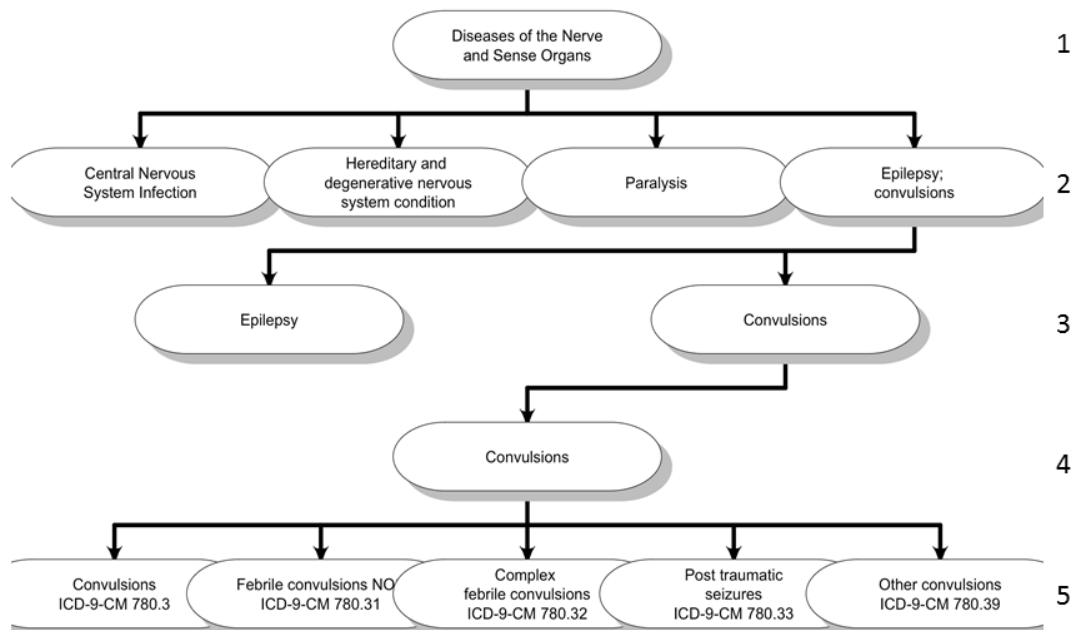 Diseases of the Nerve
and Sense Organs
1
Central Nervous
System Infection
Hereditary and
degenerative nervous
system condition
Paralysis
Epilepsy;
convulsions
2
Epilepsy
Convulsions
3
Convulsions
4
Convulsions
ICD-9-CM 780.3
Febrile convulsions NO
ICD-9-CM 780.31
Complex
febrile convulsions
ICD-9-CM 780.32
Post traumatic
seizures
ICD-9-CM 780.33
Other convulsions
ICD-9-CM 780.39
5